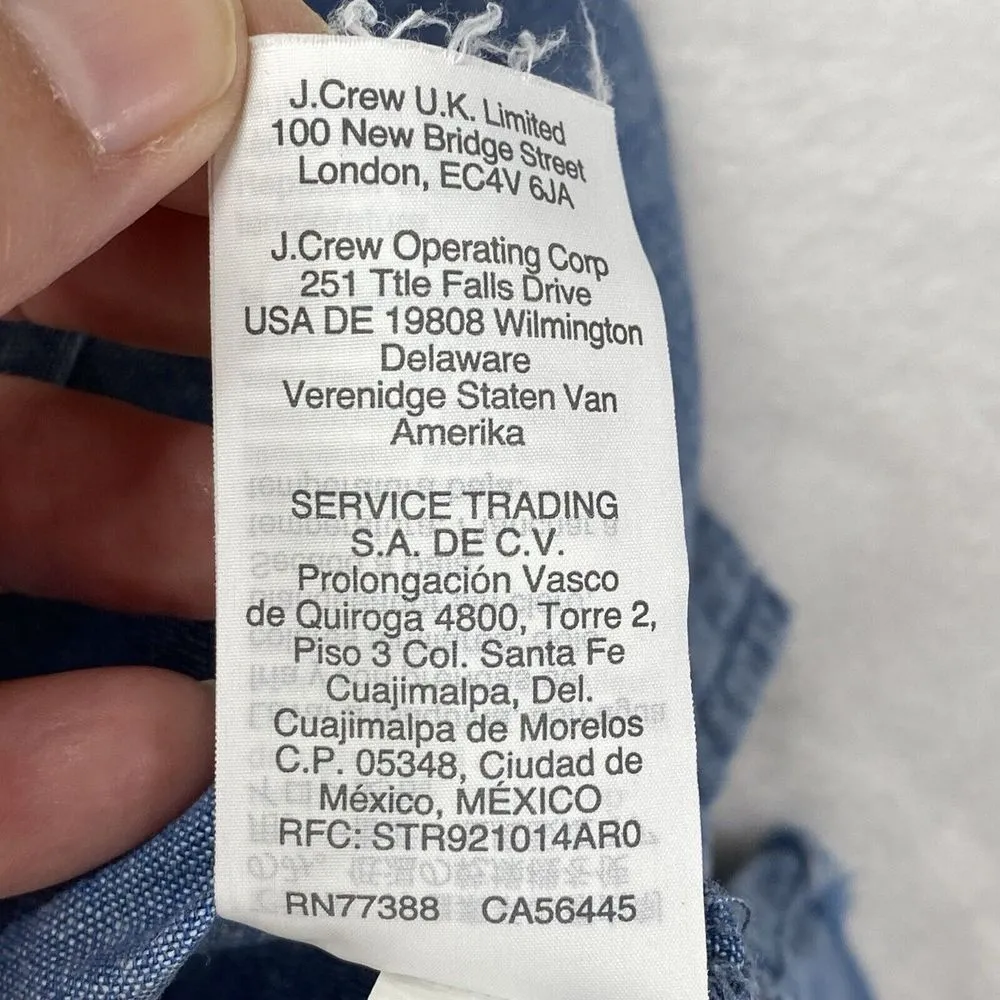 J.Crew U.K. Limited
100 New Bridge Street
London, EC4V 6JA
J.Crew Operating Corp
251 Ttle Falls Drive
USA DE 19808 Wilmington
Delaware
Verenidge Staten Van
Amerika
SERVICE TRADING
S.A. DE C.V.
Prolongación Vasco
de Quiroga 4800, Torre 2,
Piso 3 Col. Santa Fe
Cuajimalpa, Del.
Cuajimalpa de Morelos
C.P. 05348, Ciudad de
México, MÉXICO
RFC: STR921014AR0
RN77388 CA56445